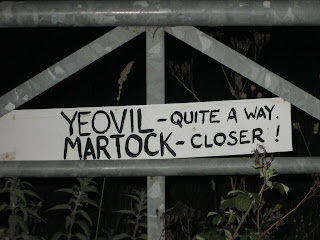 YEOVIL - QUITE A WAY.
MARTOCK - CLOSER !